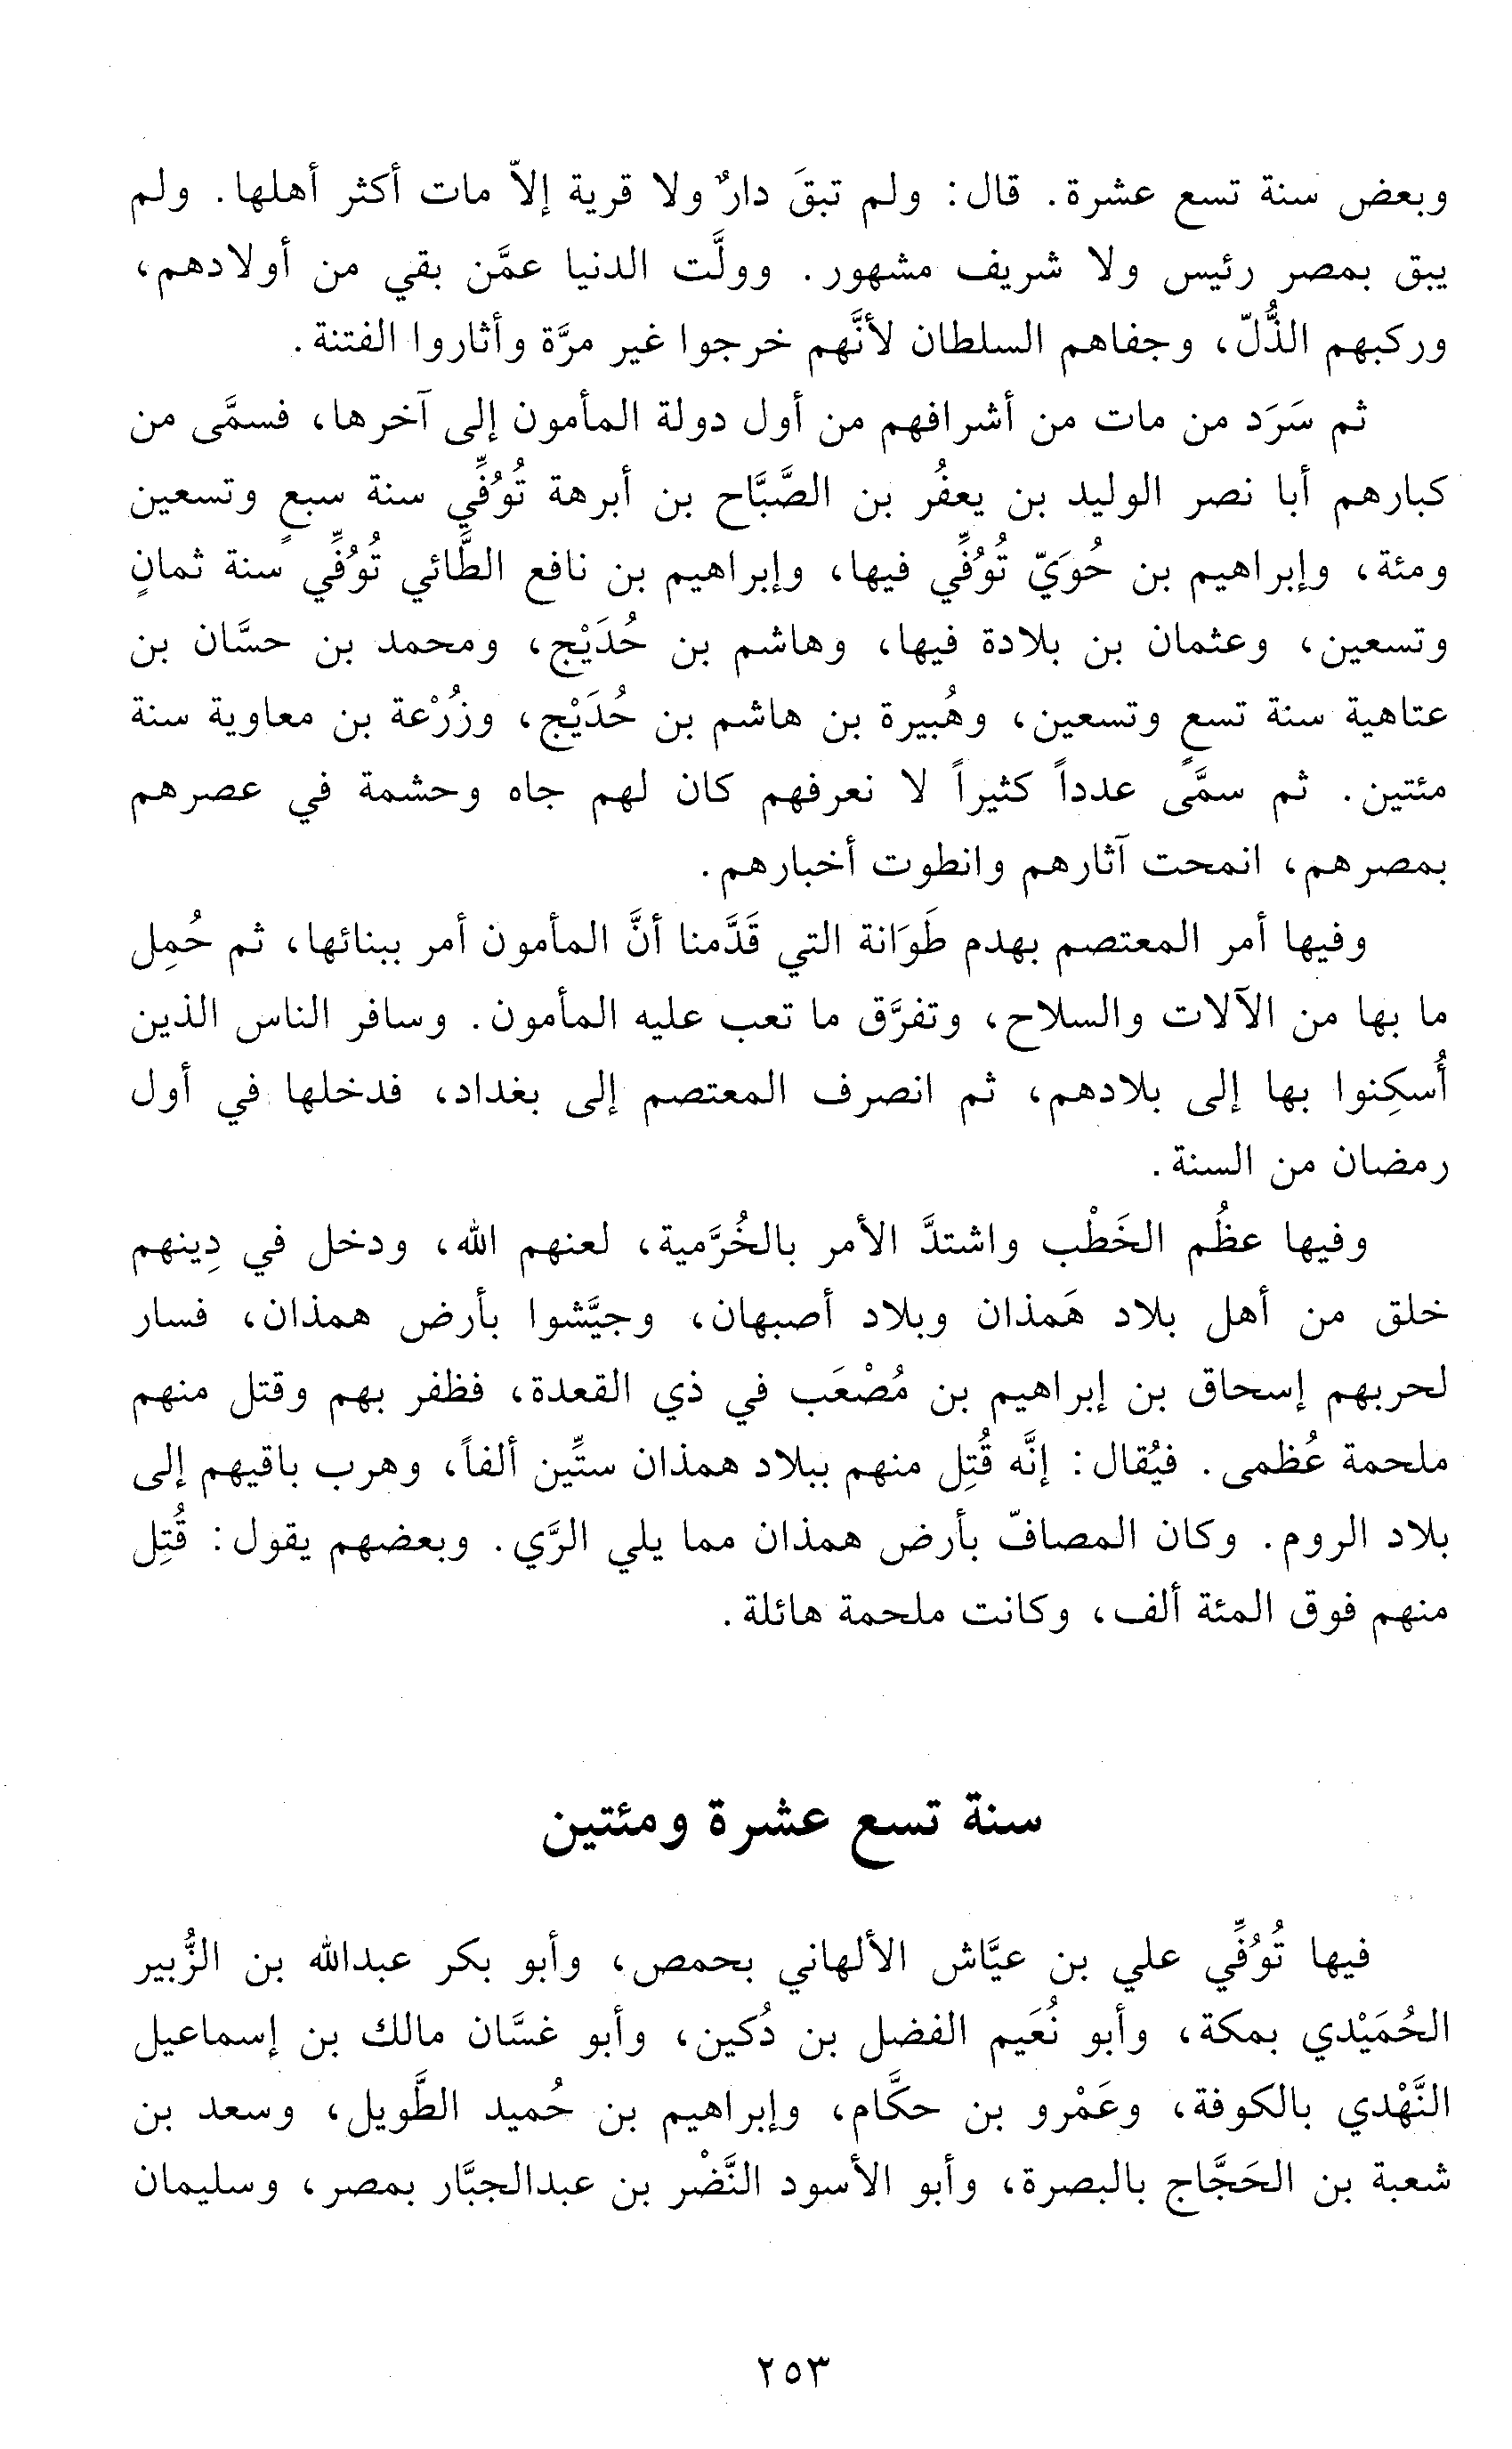 وبعض سنة تسع عشرة. قال: ولم تبقَ دارٌ ولا قرية إلاّ مات أكثر أهلها. ولم
يبق بمصر رئيس ولا شريف مشهور. وولَّت الدنيا عمَّن بقي من أولادهم،
وركبهم الذُّلّ، وجفاهم السلطان لأنَّهم خرجوا غير مرَّة وأثاروا الفتنة.
ثم سَرَد من مات من أشرافهم من أول دولة المأمون إلى آخرها، فسمَّى من
كبارهم أبا نصر الوليد بن يعفُر بن الصَّبَّاح بن أبرهة تُوُفِّي سنة سبعٍ وتسعين
ومئة، وإبراهيم بن حُوَيّ تُوُفِّي فيها، وإبراهيم بن نافع الطَّائي تُوُفِّي سنة ثمانٍ
وتسعين، وعثمان بن بلادة فيها، وهاشم بن حُدَيْج، ومحمد بن حسَّان بن
عتاهية سنة تسعٍ وتسعين، وهُبيرة بن هاشم بن حُدَيْج، وزُرْعة بن معاوية سنة
مئتين. ثم سمَّى عدداً كثيراً لا نعرفهم كان لهم جاه وحشمة في عصرهم
بمصرهم، انمحت آثارهم وانطوت أخبارهم.
وفيها أمر المعتصم بهدم طَوَانة التي قَدَّمنا أنَّ المأمون أمر ببنائها، ثم حُمِل
ما بها من الآلات والسلاح، وتفرَّق ما تعب عليه المأمون. وسافر الناس الذين
أُسكِنوا بها إلى بلادهم، ثم انصرف المعتصم إلى بغداد، فدخلها في أول
رمضان من السنة.
وفيها عظُم الخَطْب واشتدَّ الأمر بالخُرَّمية، لعنهم الله، ودخل في دِينهم
خلق من أهل بلاد هَمذان وبلاد أصبهان، وجيَّشوا بأرض همذان، فسار
لحربهم إسحاق بن إبراهيم بن مُصْعَب في ذي القعدة، فظفر بهم وقتل منهم
ملحمة عُظمى. فيُقال: إنَّه قُتِل منهم ببلاد همذان ستِّين ألفاً، وهرب باقيهم إلى
بلاد الروم. وكان المصافّ بأرض همذان مما يلي الرَّي. وبعضهم يقول: قُتِل
منهم فوق المئة ألف، وكانت ملحمة هائلة.
سنة تسع عشرة ومئتين
فيها تُوُفِّي علي بن عيَّاش الألهاني بحمص، وأبو بكر عبدالله بن الزُّبير
الحُمَيْدي بمكة، وأبو نُعَيم الفضل بن دُكين، وأبو غسَّان مالك بن إسماعيل
النَّهْدي بالكوفة، وعَمْرو بن حكَّام، وإبراهيم بن حُميد الطَّويل، وسعد بن
شعبة بن الحَجَّاج بالبصرة، وأبو الأسود النَّضْر بن عبدالجبَّار بمصر، وسليمان
٢٥٣